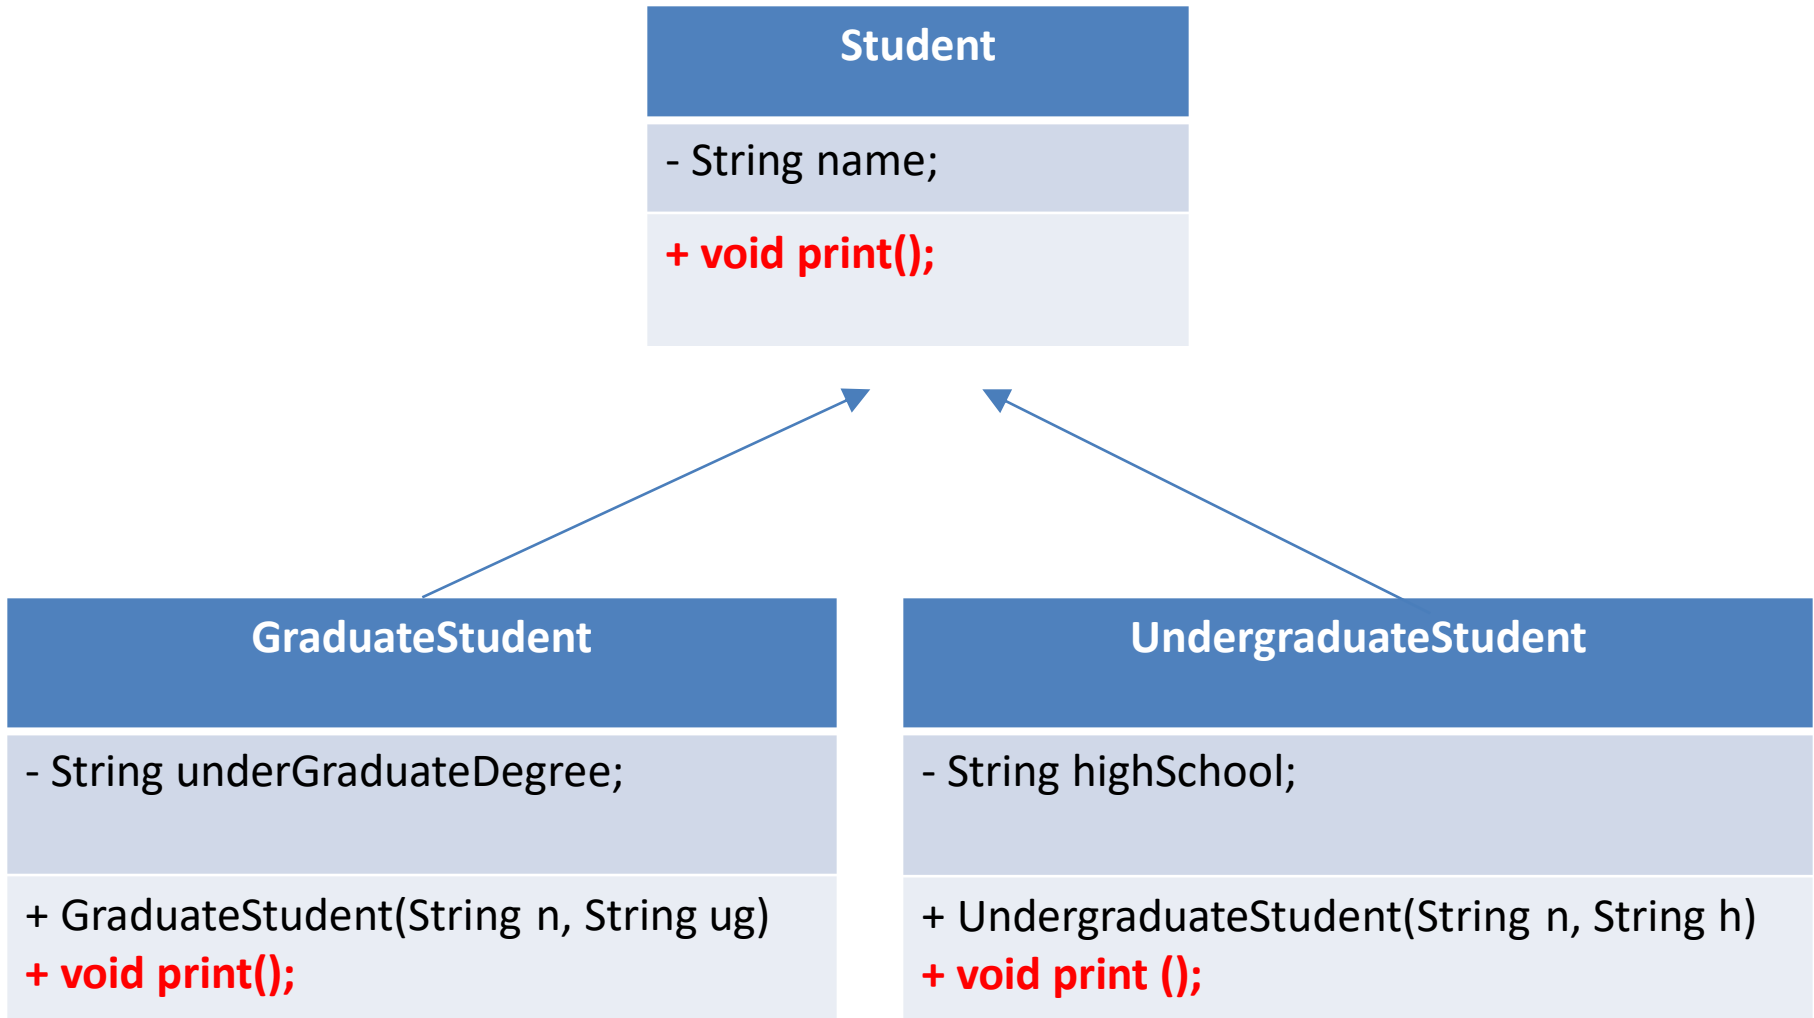 Student
- String name;
+ void print();
GraduateStudent
- String underGraduateDegree;
+ GraduateStudent(String n, String ug)
+ void print();
UndergraduateStudent
- String highSchool;
+ UndergraduateStudent(String n, String h)
+ void print ();